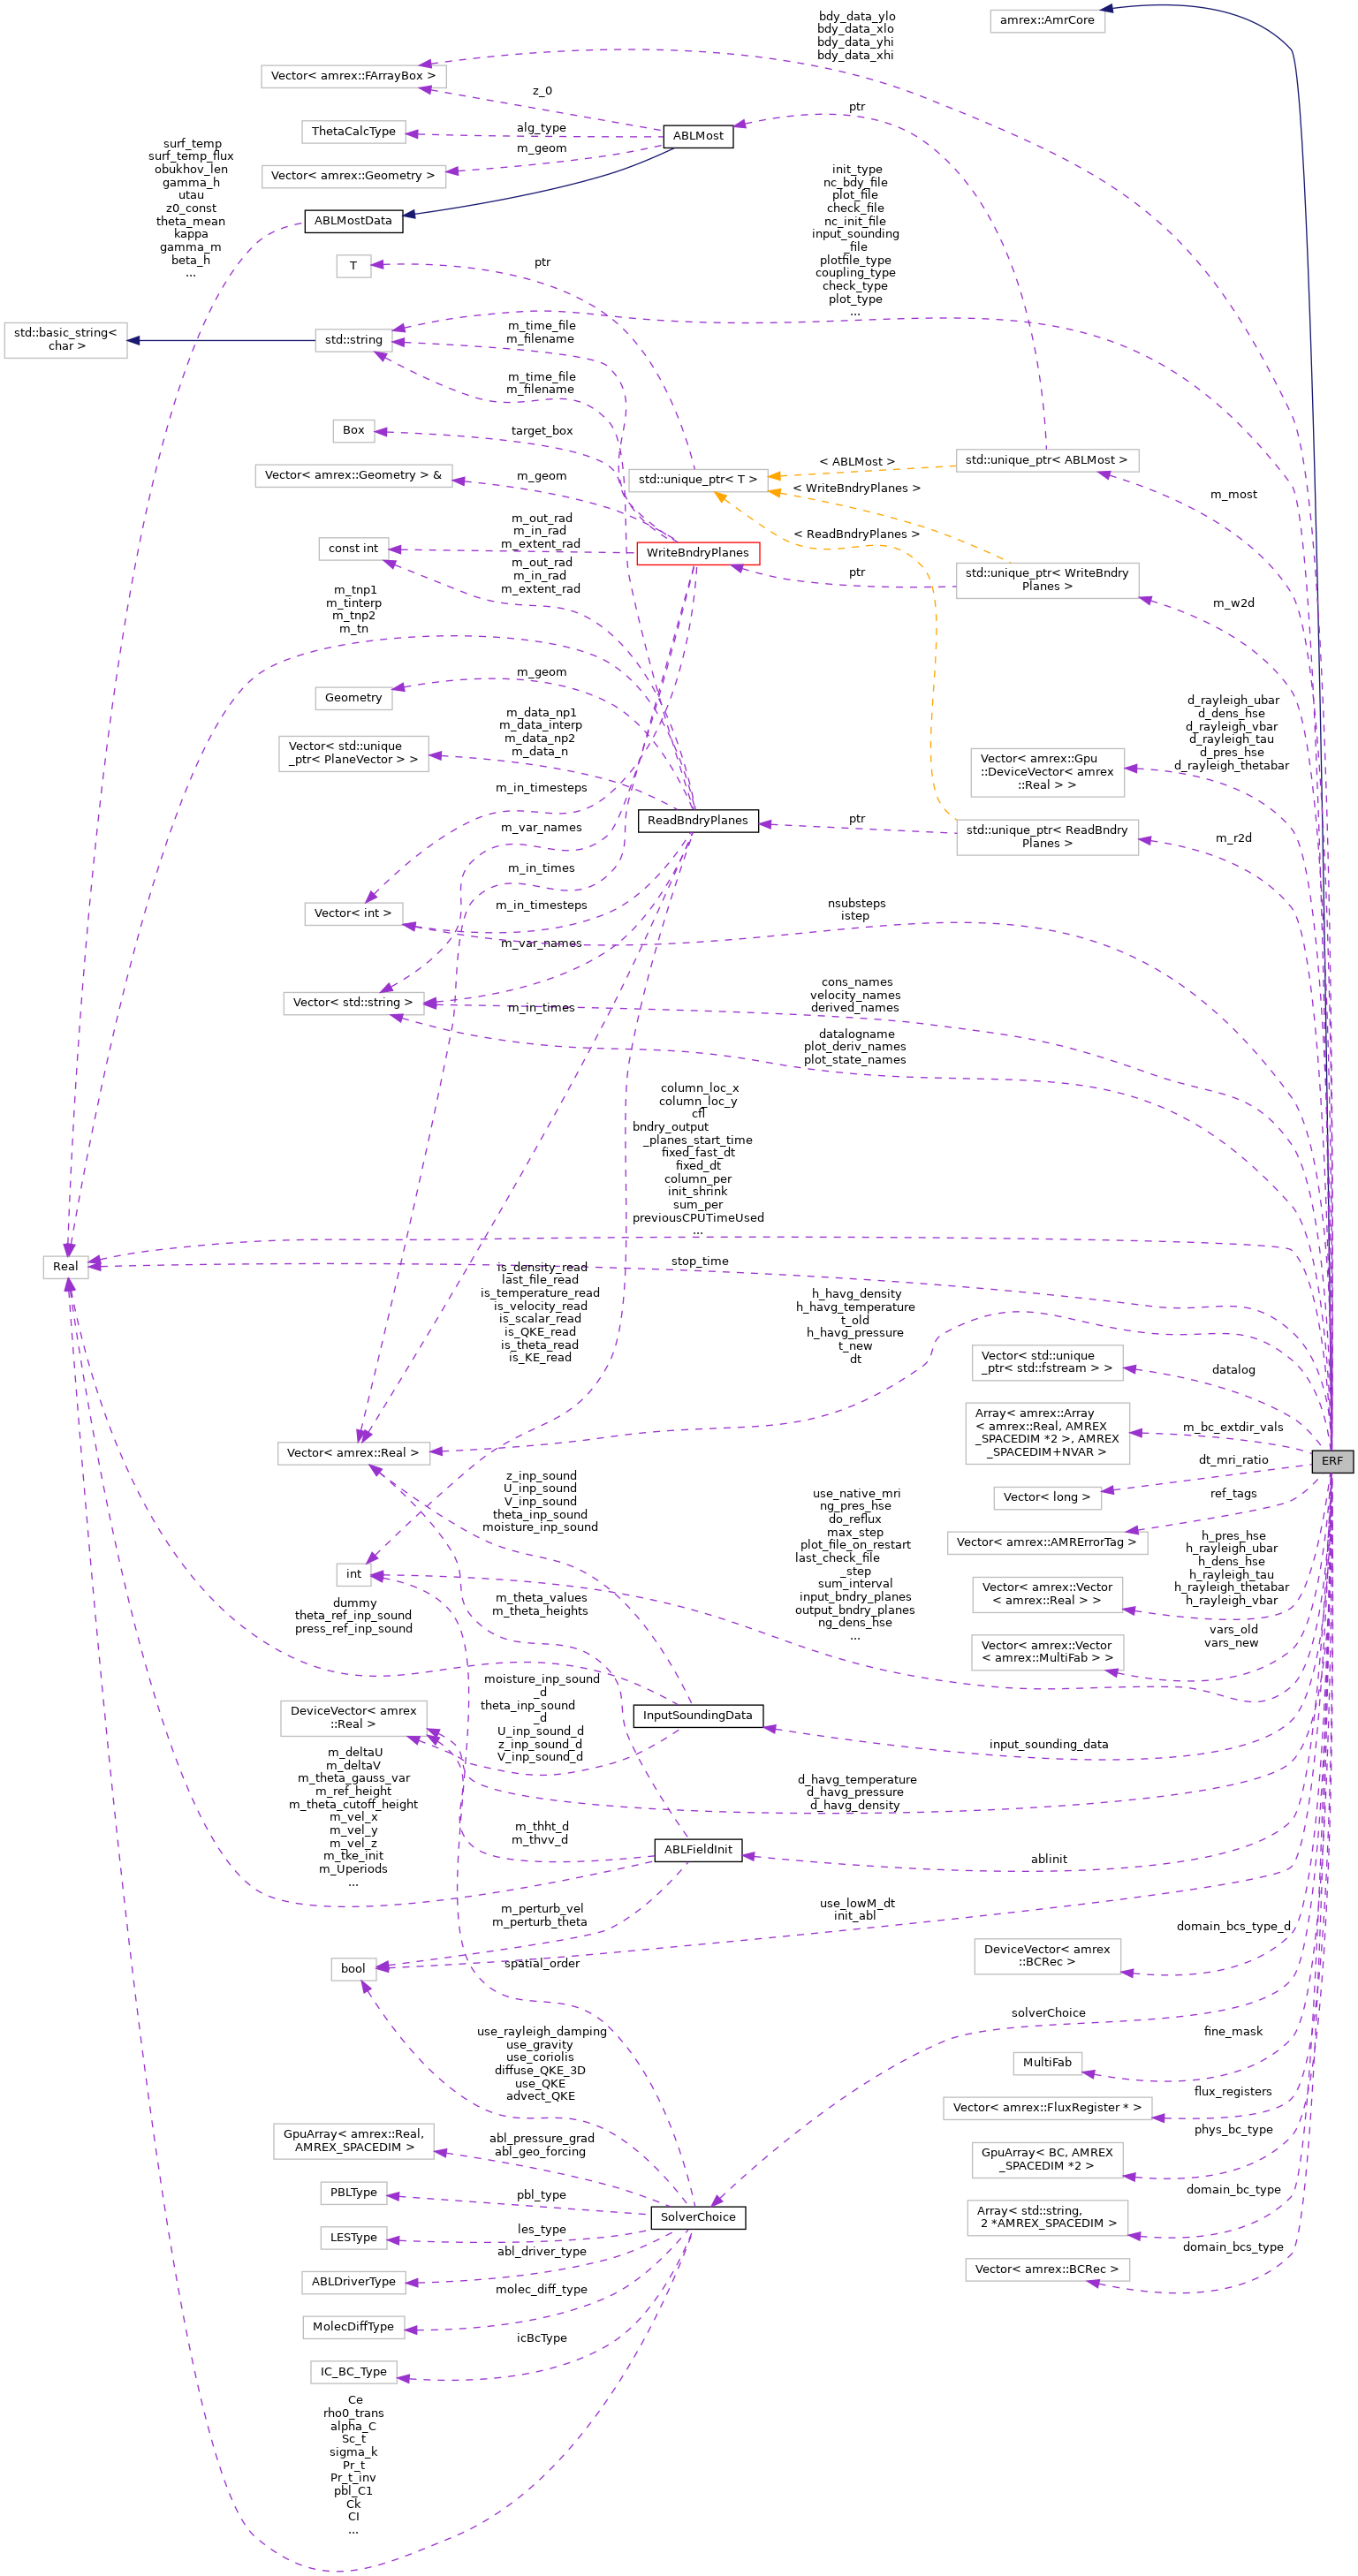 bdy_data_ylo
bdy_data_xlo
bdy_data_yhi
bdy_data_xhi
amrex::AmrCore
Vector< amrex::FArrayBox >
z_0
ptr
ThetaCalcType
alg_type
ABLMost
m_geom
Vector< amrex::Geometry >
surf_temp
surf_temp_flux
obukhov_len
gamma_h
utau
z0_const
theta_mean
kappa
gamma_m
beta_h
...
ABLMostData
init_type
nc_bdy_file
plot_file
check_file
nc_init_file
input_sounding
_file
plotfile_type
coupling_type
check_type
plot_type
...
T
ptr
std::basic_string<
char >
std::string
m_time_file
m_filename
m_time_file
m_filename
Box
target_box
Vector< amrex::Geometry > &
m_geom
std::unique_ptr< T >
< ABLMost >
std::unique_ptr< ABLMost >
< WriteBndryPlanes >
m_most
< ReadBndryPlanes >
const int
m_out_rad
m_in_rad
m_extent_rad
WriteBndryPlanes
m_out_rad
m_in_rad
m_extent_rad
ptr
std::unique_ptr< WriteBndry
Planes >
m_w2d
m_tnp1
m_tinterp
m_tnp2
m_tn
Geometry
m_geom
Vector< std::unique
_ptr< PlaneVector > >
m_data_np1
m_data_interp
m_data_np2
m_data_n
d_rayleigh_ubar
d_dens_hse
d_rayleigh_vbar
d_rayleigh_tau
d_pres_hse
d_rayleigh_thetabar
Vector< amrex::Gpu
::DeviceVector< amrex
::Real > >
m_in_timesteps
ReadBndryPlanes
ptr
std::unique_ptr< ReadBndry
Planes >
m_r2d
m_var_names
m_in_times
Vector< int >
m_in_timesteps
nsubsteps
istep
m_var_names
Vector< std::string >
m_in_times
cons_names
velocity_names
derived_names
datalogname
plot_deriv_names
plot_state_names
column_loc_x
column_loc_y
cfl
bndry_output
_planes_start_time
fixed_fast_dt
fixed_dt
column_per
init_shrink
sum_per
previousCPUTimeUsed
...
Real
stop_time
is_density_read
last_file_read
is_temperature_read
is_velocity_read
is_scalar_read
is_QKE_read
is_theta_read
is_KE_read
h_havg_density
h_havg_temperature
t_old
h_havg_pressure
t_new
dt
Vector< std::unique
_ptr< std::fstream > >
datalog
Array< amrex::Array
< amrex::Real, AMREX
_SPACEDIM *2 >, AMREX
_SPACEDIM+NVAR >
m_bc_extdir_vals
Vector< amrex::Real >
ERF
dt_mri_ratio
Vector< long >
z_inp_sound
U_inp_sound
V_inp_sound
theta_inp_sound
moisture_inp_sound
use_native_mri
ng_pres_hse
do_reflux
max_step
plot_file_on_restart
last_check_file
_step
sum_interval
input_bndry_planes
output_bndry_planes
ng_dens_hse
...
ref_tags
Vector< amrex::AMRErrorTag >
h_pres_hse
h_rayleigh_ubar
h_dens_hse
h_rayleigh_tau
h_rayleigh_thetabar
h_rayleigh_vbar
Vector< amrex::Vector
< amrex::Real > >
int
dummy
theta_ref_inp_sound
press_ref_inp_sound
m_theta_values
m_theta_heights
vars_old
vars_new
Vector< amrex::Vector
< amrex::MultiFab > >
DeviceVector< amrex
::Real >
moisture_inp_sound
_d
theta_inp_sound
_d
U_inp_sound_d
z_inp_sound_d
V_inp_sound_d
InputSoundingData
input_sounding_data
m_deltaU
m_deltaV
m_theta_gauss_var
m_ref_height
m_theta_cutoff_height
m_vel_x
m_vel_y
m_vel_z
m_tke_init
m_Uperiods
...
d_havg_temperature
d_havg_pressure
d_havg_density
m_thht_d
m_thvv_d
ABLFieldInit
ablinit
m_perturb_vel
m_perturb_theta
use_lowM_dt
init_abl
domain_bcs_type_d
DeviceVector< amrex
::BCRec >
bool
spatial_order
solverChoice
fine_mask
MultiFab
use_rayleigh_damping
use_gravity
use_coriolis
diffuse_QKE_3D
use_QKE
advect_QKE
flux_registers
Vector< amrex::FluxRegister * >
GpuArray< amrex::Real,
AMREX_SPACEDIM >
abl_pressure_grad
abl_geo_forcing
phys_bc_type
GpuArray< BC, AMREX
_SPACEDIM *2 >
PBLType
pbl_type
SolverChoice
domain_bc_type
Array< std::string,
2 *AMREX_SPACEDIM >
LESType
les_type
ABLDriverType
abl_driver_type
domain_bcs_type
Vector< amrex::BCRec >
MolecDiffType
molec_diff_type
IC_BC_Type
icBcType
Ce
rho0_trans
alpha_C
Sc_t
sigma_k
Pr_t
Pr_t_inv
pbl_C1
Ck
CI
...